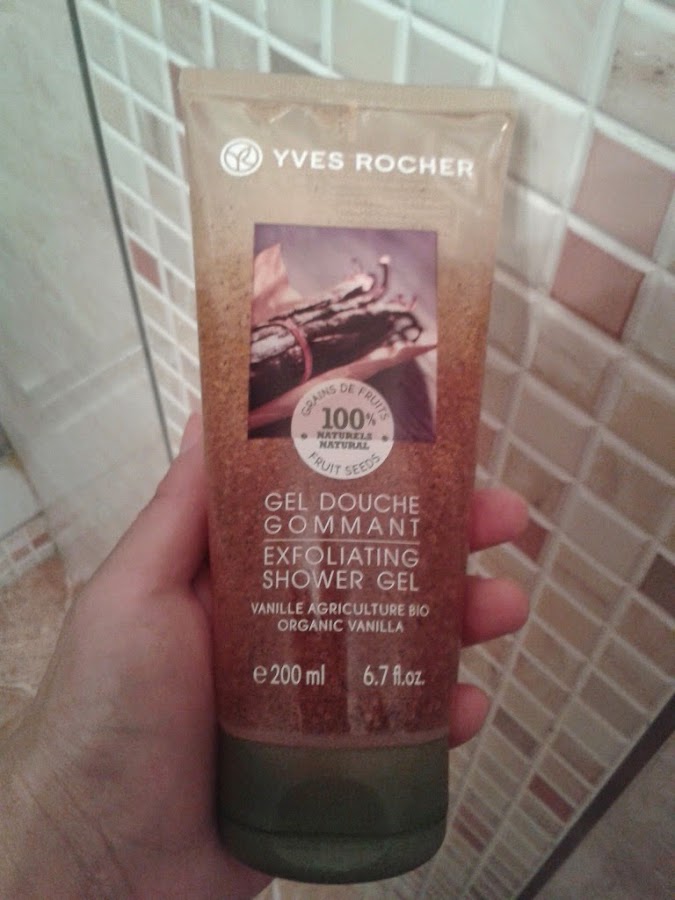 YVES ROCHER
GRAINS DE FRUITS
100%
NATURELS
NATURAL
FRUIT SEEDS
GEL DOUCHE
GOMMANT
EXFOLIATING
SHOWER GEL
VANILLE AGRICULTURE BIO
ORGANIC VANILLA
e 200 ml 6.7 fl.oz.